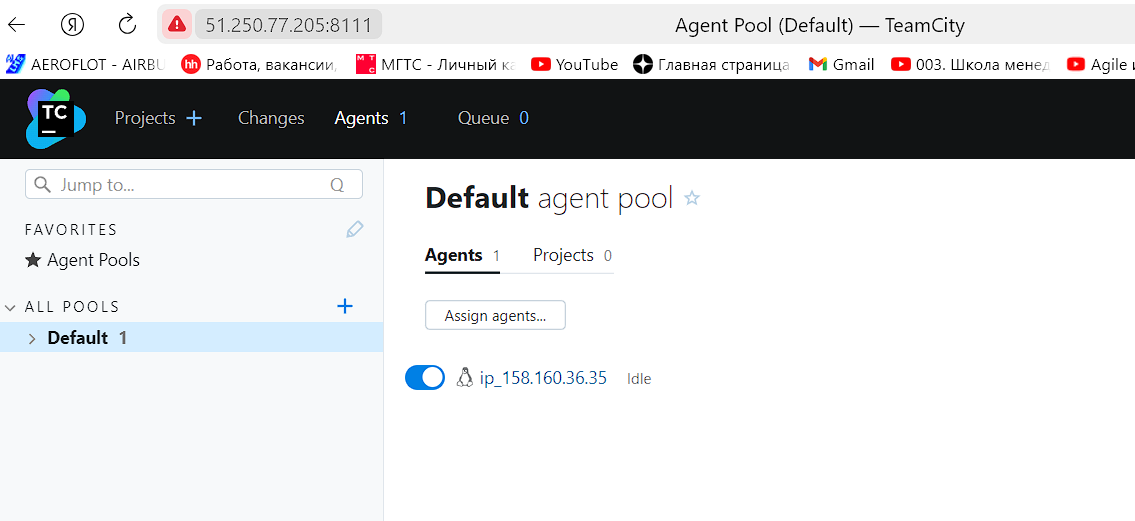 Я 51.250.77.205:8111 Agent Pool (Default) — TeamCity
AEROFLOT - AIRBU hh Работа, вакансии, МТС МГТС - Личный ка YouTube Главная страница Gmail 003. Школа менед Agile и
TC Projects + Changes Agents 1 Queue 0
Jump to... Q
Default agent pool
FAVORITES
Agent Pools
Agents 1 Projects 0
ALL POOLS +
Assign agents...
Default 1
ip_158.160.36.35 Idle